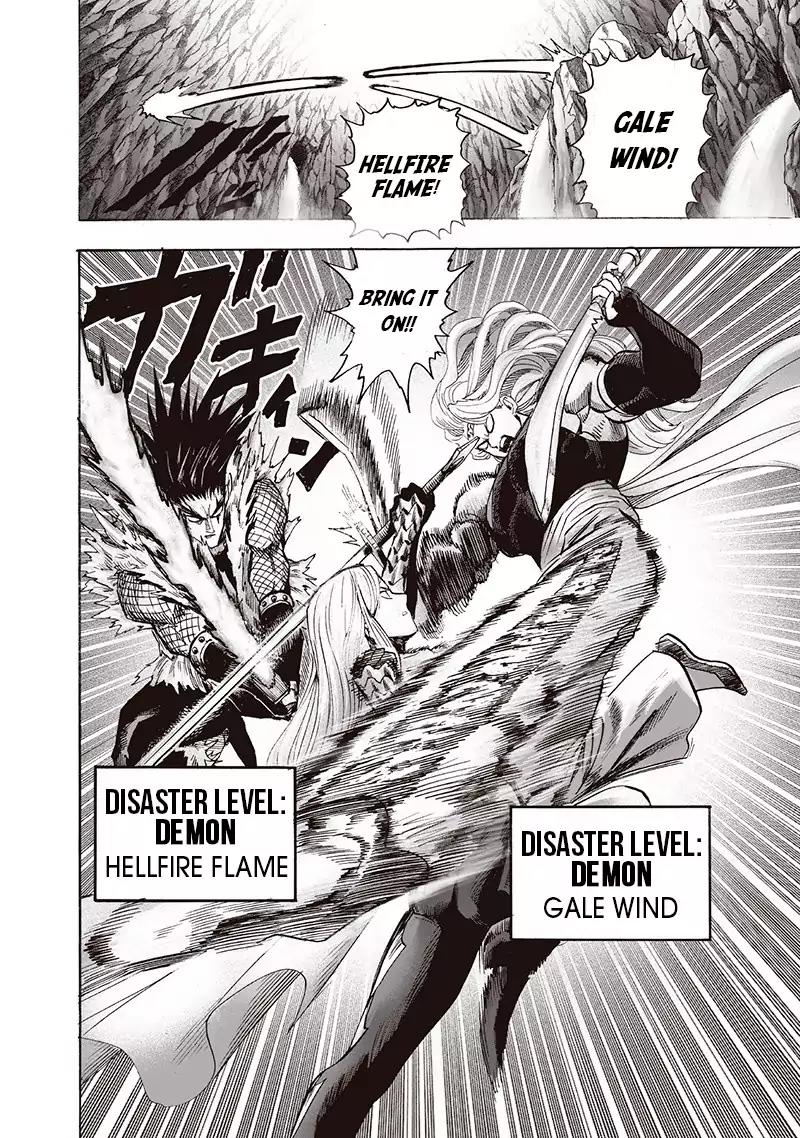 GALE
WIND!
HELLFIRE
FLAME!
BRING IT
ON!!
ガギィン
DISASTER LEVEL:
DEMON
HELLFIRE FLAME
DISASTER LEVEL:
DEMON
GALE WIND